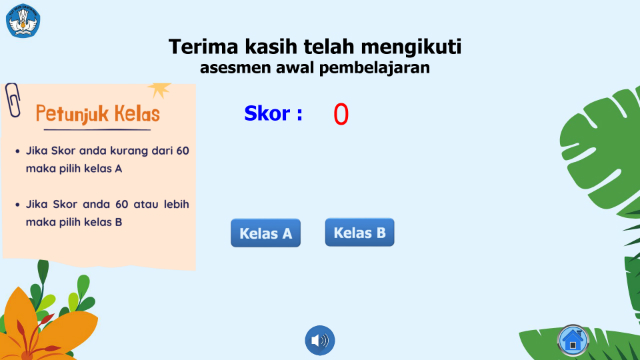 Terima kasih telah mengikuti
asesmen awal pembelajaran
Petunjuk Kelas
• Jika Skor anda kurang dari 60
maka pilih kelas A
• Jika Skor anda 60 atau lebih
maka pilih kelas B
Skor : 0
Kelas A
Kelas B